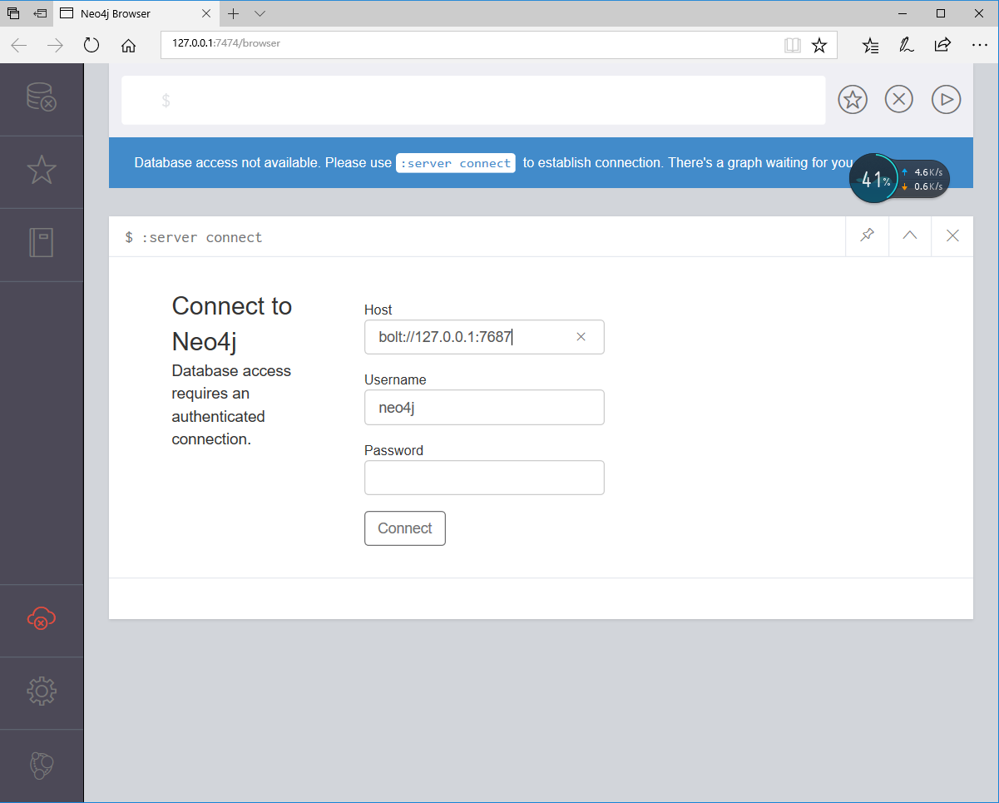 Neo4j Browser
127.0.0.1:7474/browser
$
Database access not available. Please use :server connect to establish connection. There's a graph waiting for you
41%
4.6K/s
0.6K/s
$ :server connect
Connect to
Neo4j
Database access
requires an
authenticated
connection.
Host
bolt://127.0.0.1:7687
Username
neo4j
Password
Connect